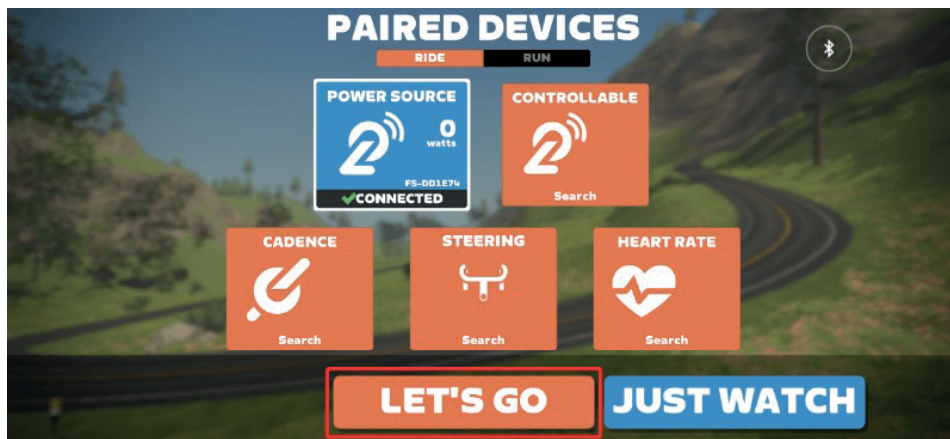 PAIRED DEVICES
RIDE
RUN
POWER SOURCE
0
watts
FS-DD1E74
CONNECTED
CONTROLLABLE
Search
CADENCE
Search
STEERING
Search
HEART RATE
Search
LET'S GO
JUST WATCH